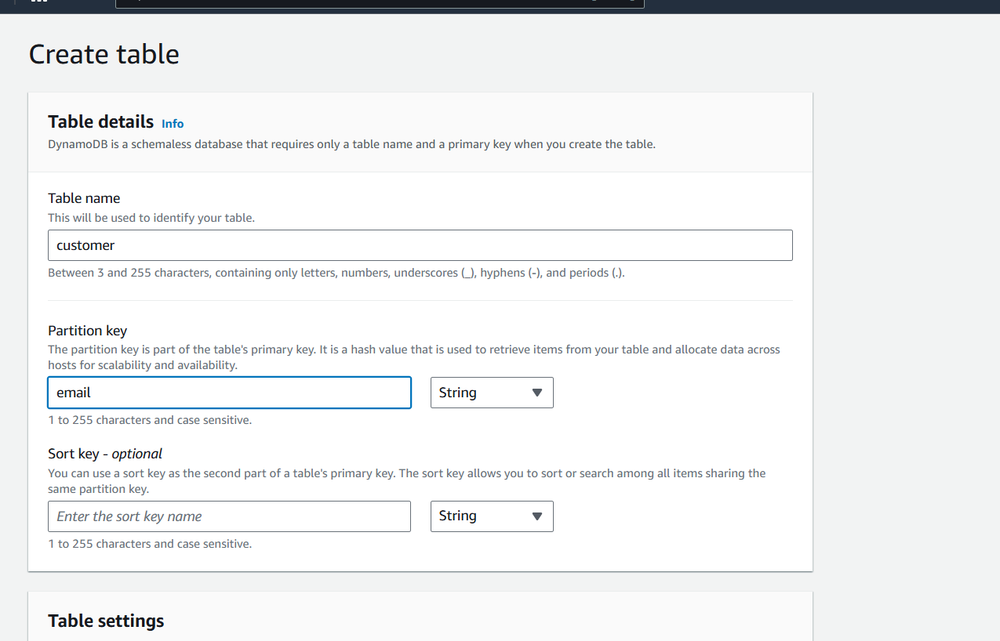 Create table
Table details Info
DynamoDB is a schemaless database that requires only a table name and a primary key when you create the table.
Table name
This will be used to identify your table.
customer
Between 3 and 255 characters, containing only letters, numbers, underscores (_), hyphens (-), and periods (.).
Partition key
The partition key is part of the table's primary key. It is a hash value that is used to retrieve items from your table and allocate data across
hosts for scalability and availability.
email String
1 to 255 characters and case sensitive.
Sort key - optional
You can use a sort key as the second part of a table's primary key. The sort key allows you to sort or search among all items sharing the
same partition key.
Enter the sort key name String
1 to 255 characters and case sensitive.
Table settings